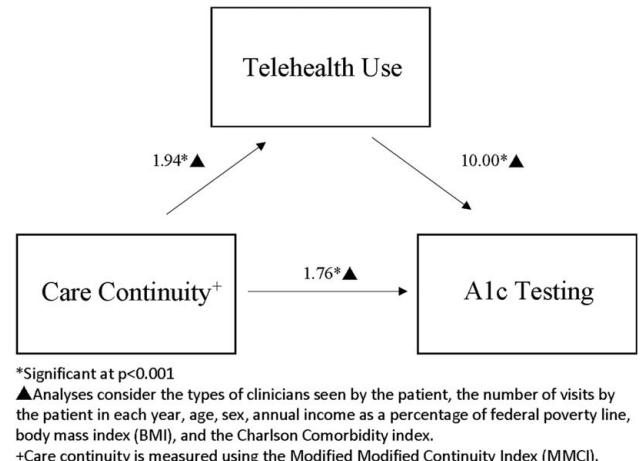 Telehealth Use
1.94*▲
10.00*▲
Care Continuity+
1.76*▲
A1c Testing
*Significant at p<0.001
▲Analyses consider the types of clinicians seen by the patient, the number of visits by
the patient in each year, age, sex, annual income as a percentage of federal poverty line,
body mass index (BMI), and the Charlson Comorbidity index.
+Care continuity is measured using the Modified Modified Continuity Index (MMCI).